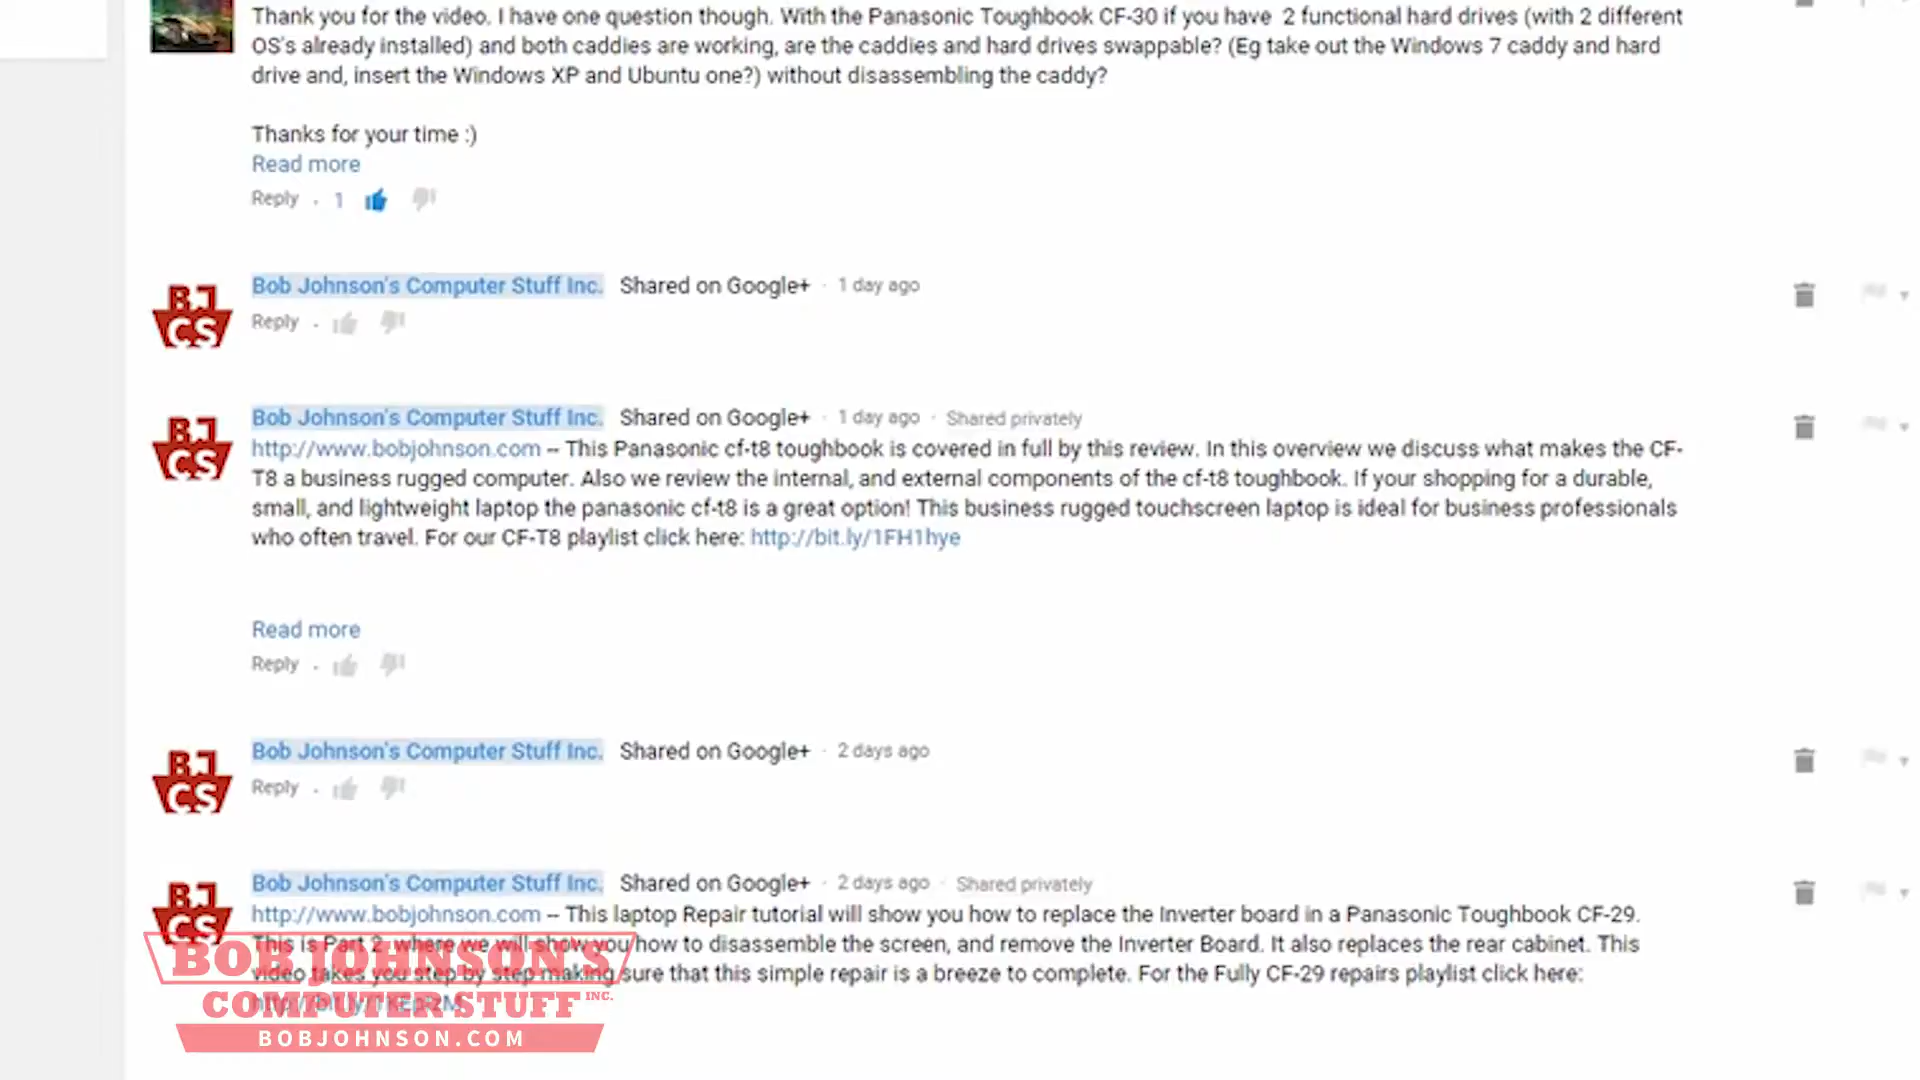 Thank you for the video. I have one question though. With the Panasonic Toughbook CF-30 if you have 2 functional hard drives (with 2 different
OS's already installed) and both caddies are working, are the caddies and hard drives swappable? (Eg take out the Windows 7 caddy and hard
drive and, insert the Windows XP and Ubuntu one?) without disassembling the caddy?
Thanks for your time :)
Read more
Reply · 1
Bob Johnson's Computer Stuff Inc. Shared on Google+ · 1 day ago
BJ
CS
Reply ·
Bob Johnson's Computer Stuff Inc. Shared on Google+ · 1 day ago · Shared privately
BJ
CS
http://www.bobjohnson.com -- This Panasonic cf-t8 toughbook is covered in full by this review. In this overview we discuss what makes the CF-
T8 a business rugged computer. Also we review the internal, and external components of the cf-t8 toughbook. If your shopping for a durable,
small, and lightweight laptop the panasonic cf-t8 is a great option! This business rugged touchscreen laptop is ideal for business professionals
who often travel. For our CF-T8 playlist click here: http://bit.ly/1FH1hye
Read more
Reply ·
Bob Johnson's Computer Stuff Inc. Shared on Google+ · 2 days ago
BJ
CS
Reply ·
Bob Johnson's Computer Stuff Inc. Shared on Google+ · 2 days ago · Shared privately
BJ
CS
http://www.bobjohnson.com -- This laptop Repair tutorial will show you how to replace the Inverter board in a Panasonic Toughbook CF-29.
This is Part 2, where we will show you how to disassemble the screen, and remove the Inverter Board. It also replaces the rear cabinet. This
video takes you step by step making sure that this simple repair is a breeze to complete. For the Fully CF-29 repairs playlist click here:
BOB JOHNSON'S
COMPUTER STUFF INC.
BOBJOHNSON.COM